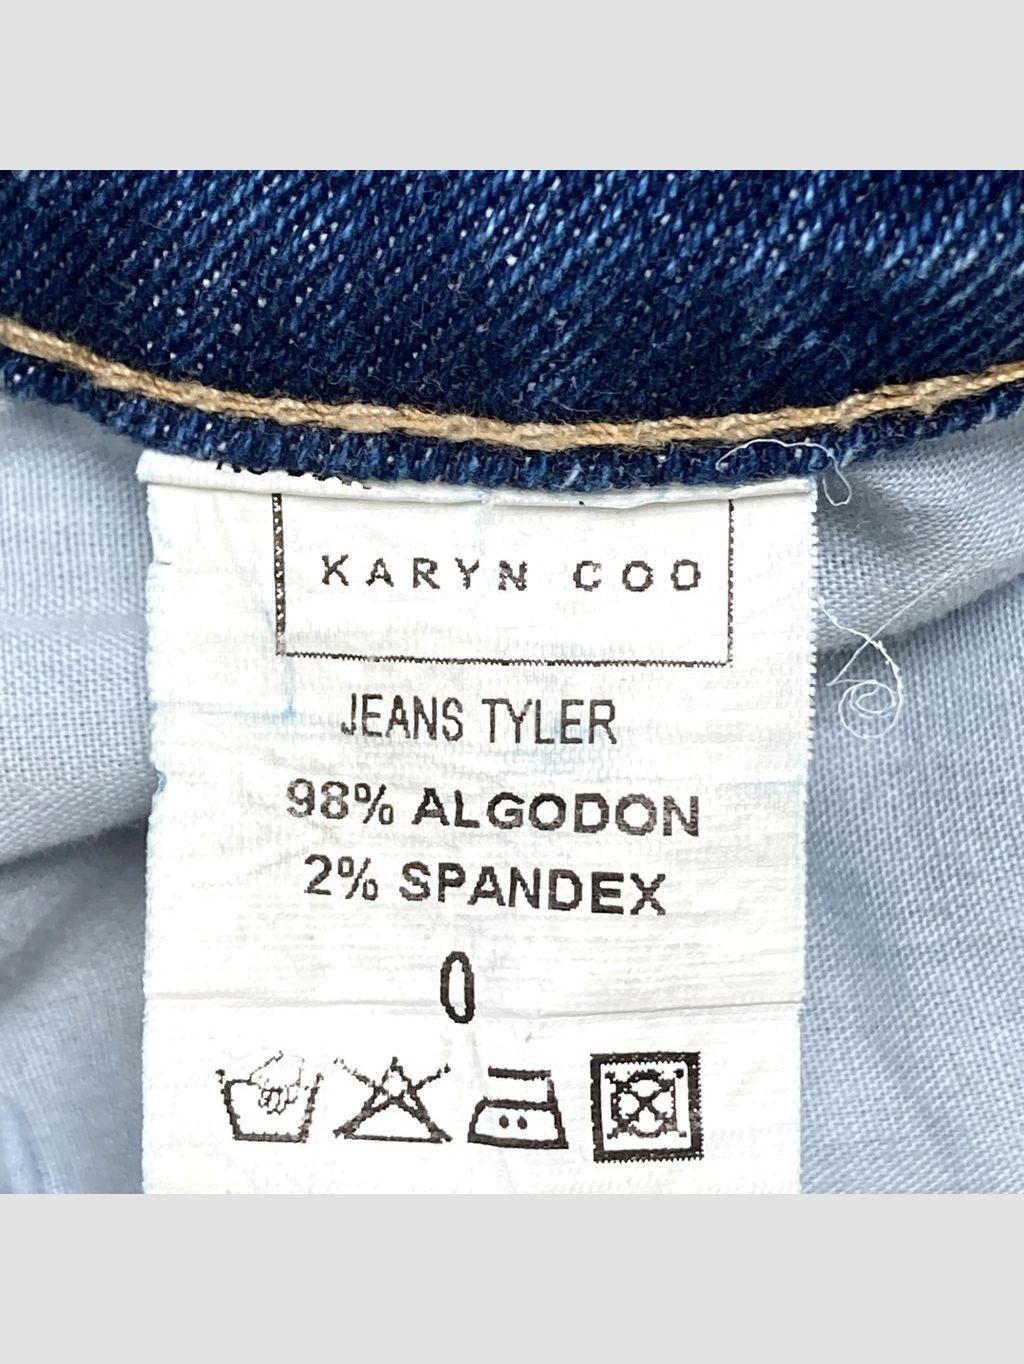 KARYN COO
JEANS TYLER
98% ALGODON
2% SPANDEX
0